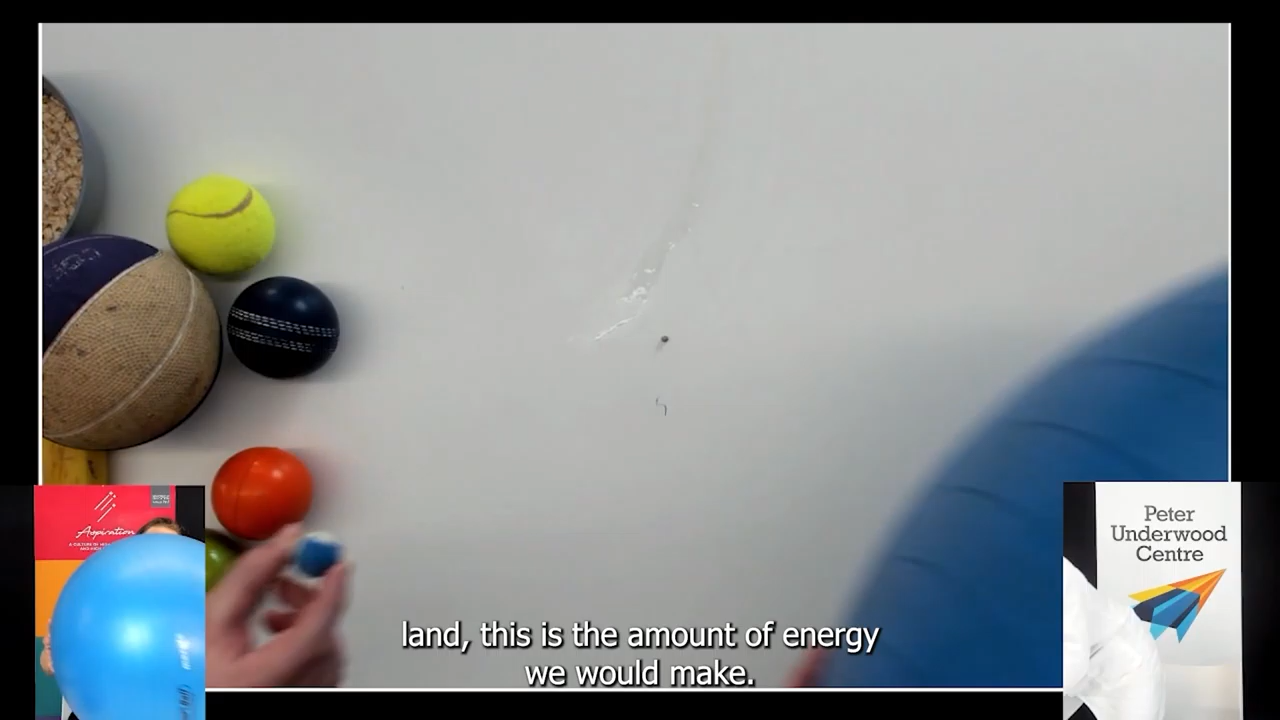 Aspiration
Peter
Underwood
Centre
land, this is the amount of energy
we would make.